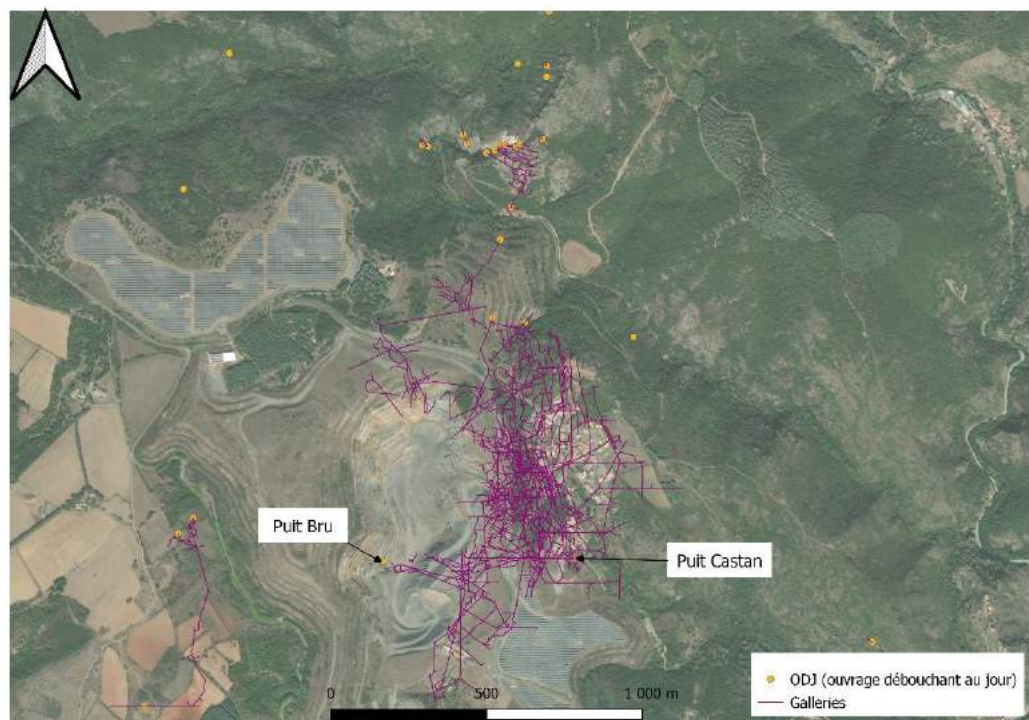 Puit Bru
Puit Castan
ODJ (ouvrage débouchant au jour)
Galleries
0 500 1 000 m